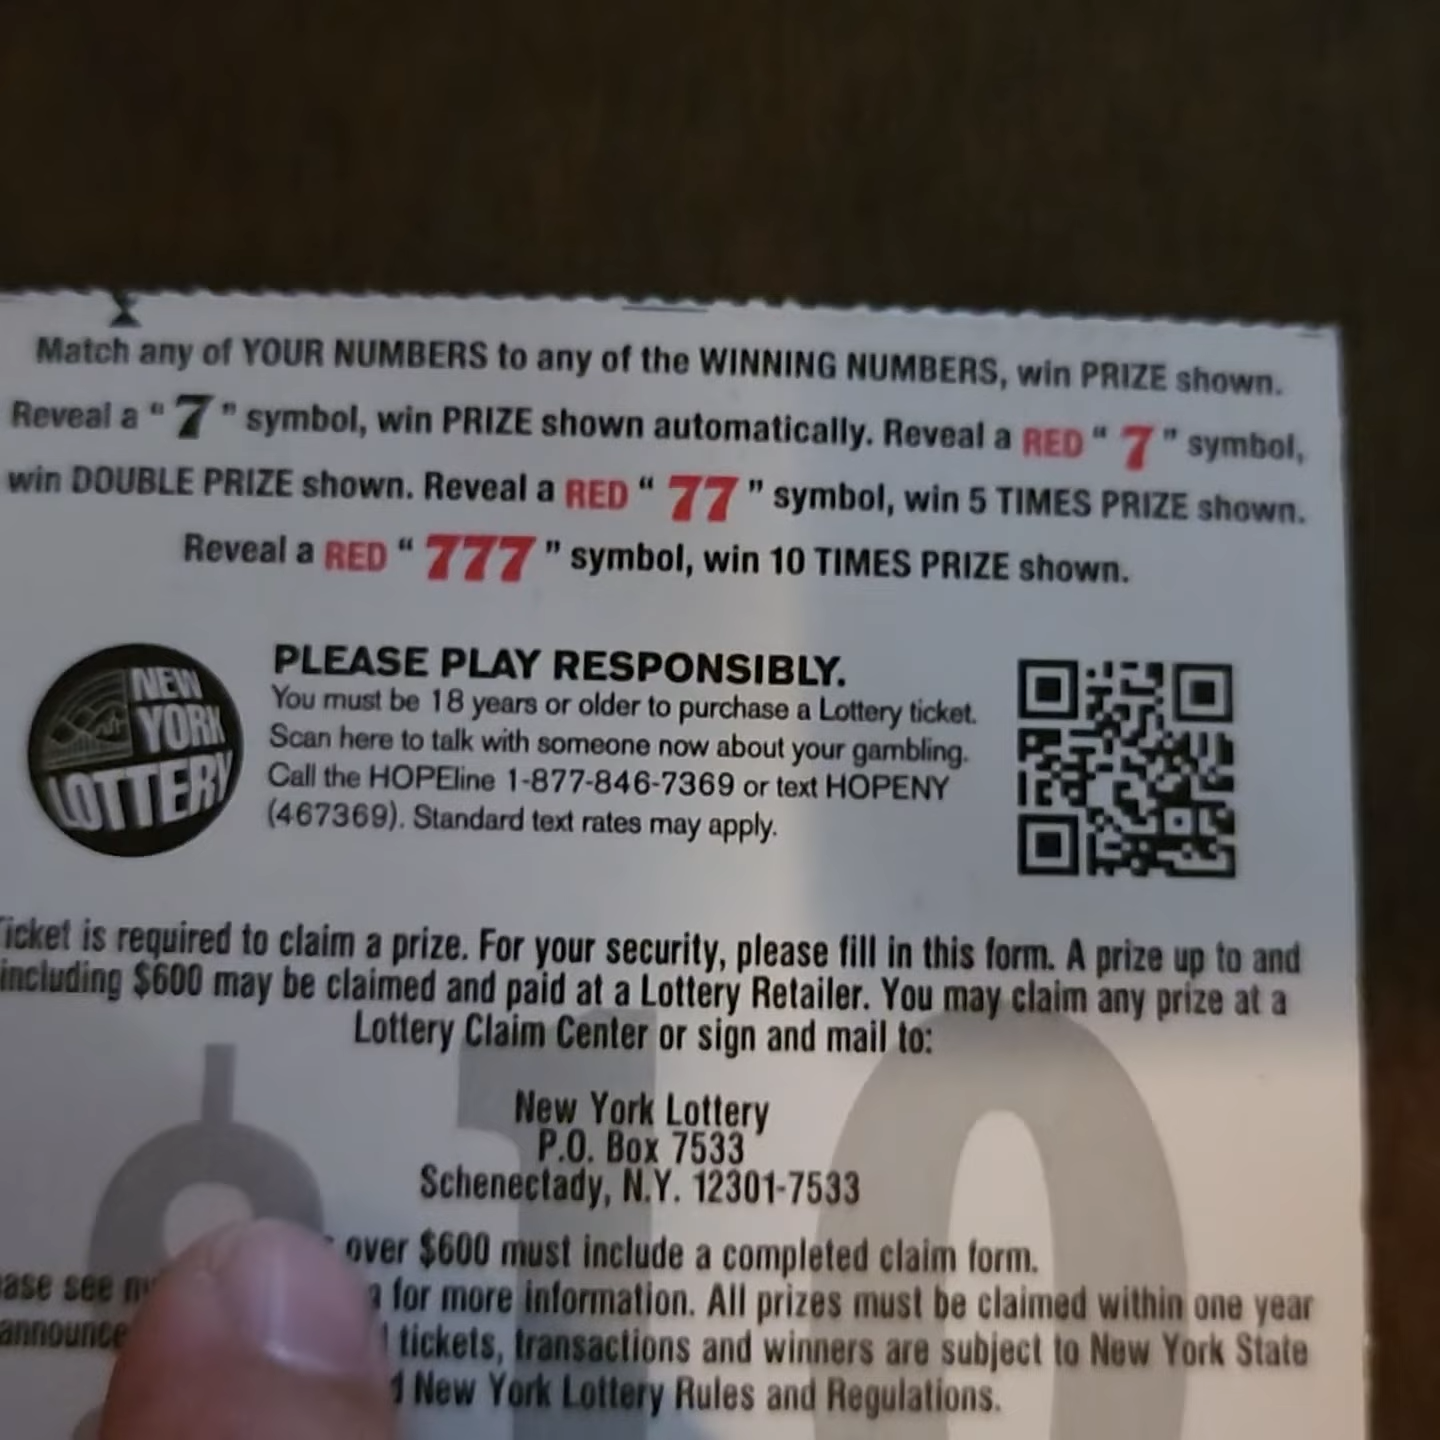 Match any of YOUR NUMBERS to any of the WINNING NUMBERS, win PRIZE shown.
Reveal a “7” symbol, win PRIZE shown automatically. Reveal a RED “7” symbol,
win DOUBLE PRIZE shown. Reveal a RED “77” symbol, win 5 TIMES PRIZE shown.
Reveal a RED “777” symbol, win 10 TIMES PRIZE shown.
NEW
YORK
LOTTERY
PLEASE PLAY RESPONSIBLY.
You must be 18 years or older to purchase a Lottery ticket.
Scan here to talk with someone now about your gambling.
Call the HOPEline 1-877-846-7369 or text HOPENY
(467369). Standard text rates may apply.
Ticket is required to claim a prize. For your security, please fill in this form. A prize up to and
including $600 may be claimed and paid at a Lottery Retailer. You may claim any prize at a
Lottery Claim Center or sign and mail to:
New York Lottery
P.O. Box 7533
Schenectady, N.Y. 12301-7533
over $600 must include a completed claim form.
see for more information. All prizes must be claimed within one year
tickets, transactions and winners are subject to New York State
New York Lottery Rules and Regulations.
$10